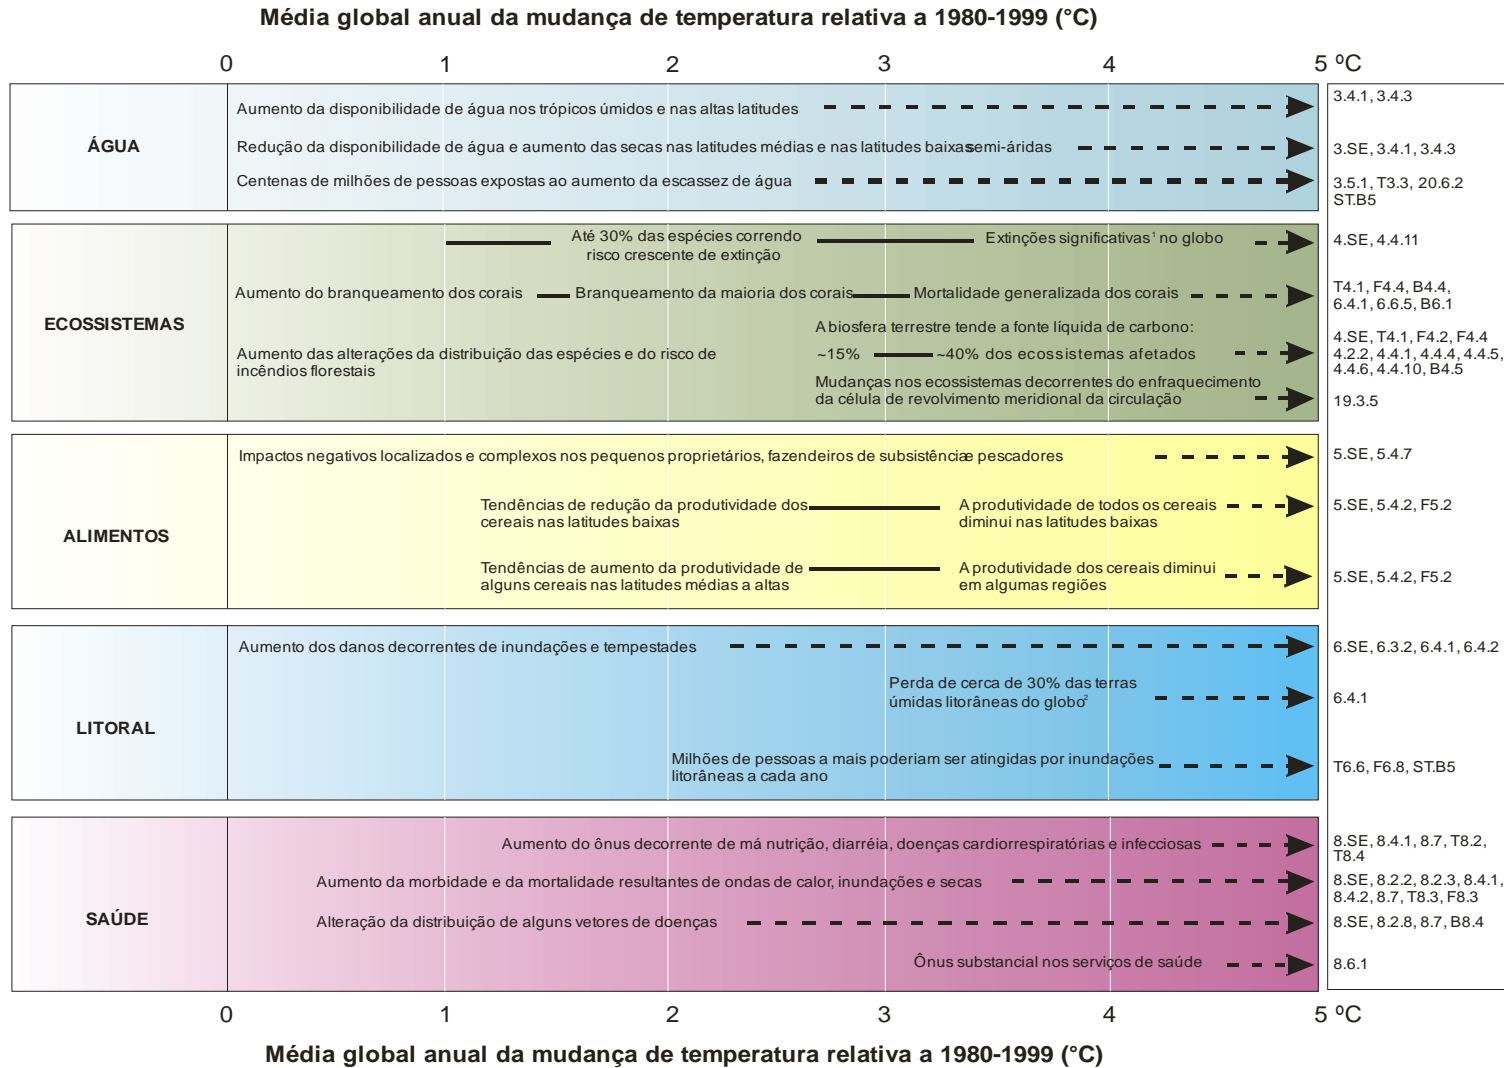 Média global anual da mudança de temperatura relativa a 1980-1999 (°C)
0 1 2 3 4 5 ºC
ÁGUA
Aumento da disponibilidade de água nos trópicos úmidos e nas altas latitudes
3.4.1, 3.4.3
Redução da disponibilidade de água e aumento das secas nas latitudes médias e nas latitudes baixas semi-áridas
3.SE, 3.4.1, 3.4.3
Centenas de milhões de pessoas expostas ao aumento da escassez de água
3.5.1, T3.3, 20.6.2
ST.B5
ECOSSISTEMAS
Até 30% das espécies correndo
risco crescente de extinção
Extinções significativas¹ no globo
4.SE, 4.4.11
Aumento do branqueamento dos corais
Branqueamento da maioria dos corais
Mortalidade generalizada dos corais
T4.1, F4.4, B4.4,
6.4.1, 6.6.5, B6.1
Aumento das alterações da distribuição das espécies e do risco de
incêndios florestais
A biosfera terrestre tende a fonte líquida de carbono:
~15% ~40% dos ecossistemas afetados
4.SE, T4.1, F4.2, F4.4
4.2.2, 4.4.1, 4.4.4, 4.4.5,
4.4.6, 4.4.10, B4.5
Mudanças nos ecossistemas decorrentes do enfraquecimento
da célula de revolvimento meridional da circulação
19.3.5
ALIMENTOS
Impactos negativos localizados e complexos nos pequenos proprietários, fazendeiros de subsistência e pescadores
5.SE, 5.4.7
Tendências de redução da produtividade dos
cereais nas latitudes baixas
A produtividade de todos os cereais
diminui nas latitudes baixas
5.SE, 5.4.2, F5.2
Tendências de aumento da produtividade de
alguns cereais nas latitudes médias a altas
A produtividade dos cereais diminui
em algumas regiões
5.SE, 5.4.2, F5.2
LITORAL
Aumento dos danos decorrentes de inundações e tempestades
6.SE, 6.3.2, 6.4.1, 6.4.2
Perda de cerca de 30% das terras
úmidas litorâneas do globo²
6.4.1
Milhões de pessoas a mais poderiam ser atingidas por inundações
litorâneas a cada ano
T6.6, F6.8, ST.B5
SAÚDE
Aumento do ônus decorrente de má nutrição, diarréia, doenças cardiorrespiratórias e infecciosas
8.SE, 8.4.1, 8.7, T8.2,
T8.4
Aumento da morbidade e da mortalidade resultantes de ondas de calor, inundações e secas
8.SE, 8.2.2, 8.2.3, 8.4.1,
8.4.2, 8.7, T8.3, F8.3
Alteração da distribuição de alguns vetores de doenças
8.SE, 8.2.8, 8.7, B8.4
Ônus substancial nos serviços de saúde
8.6.1
0 1 2 3 4 5 ºC
Média global anual da mudança de temperatura relativa a 1980-1999 (°C)